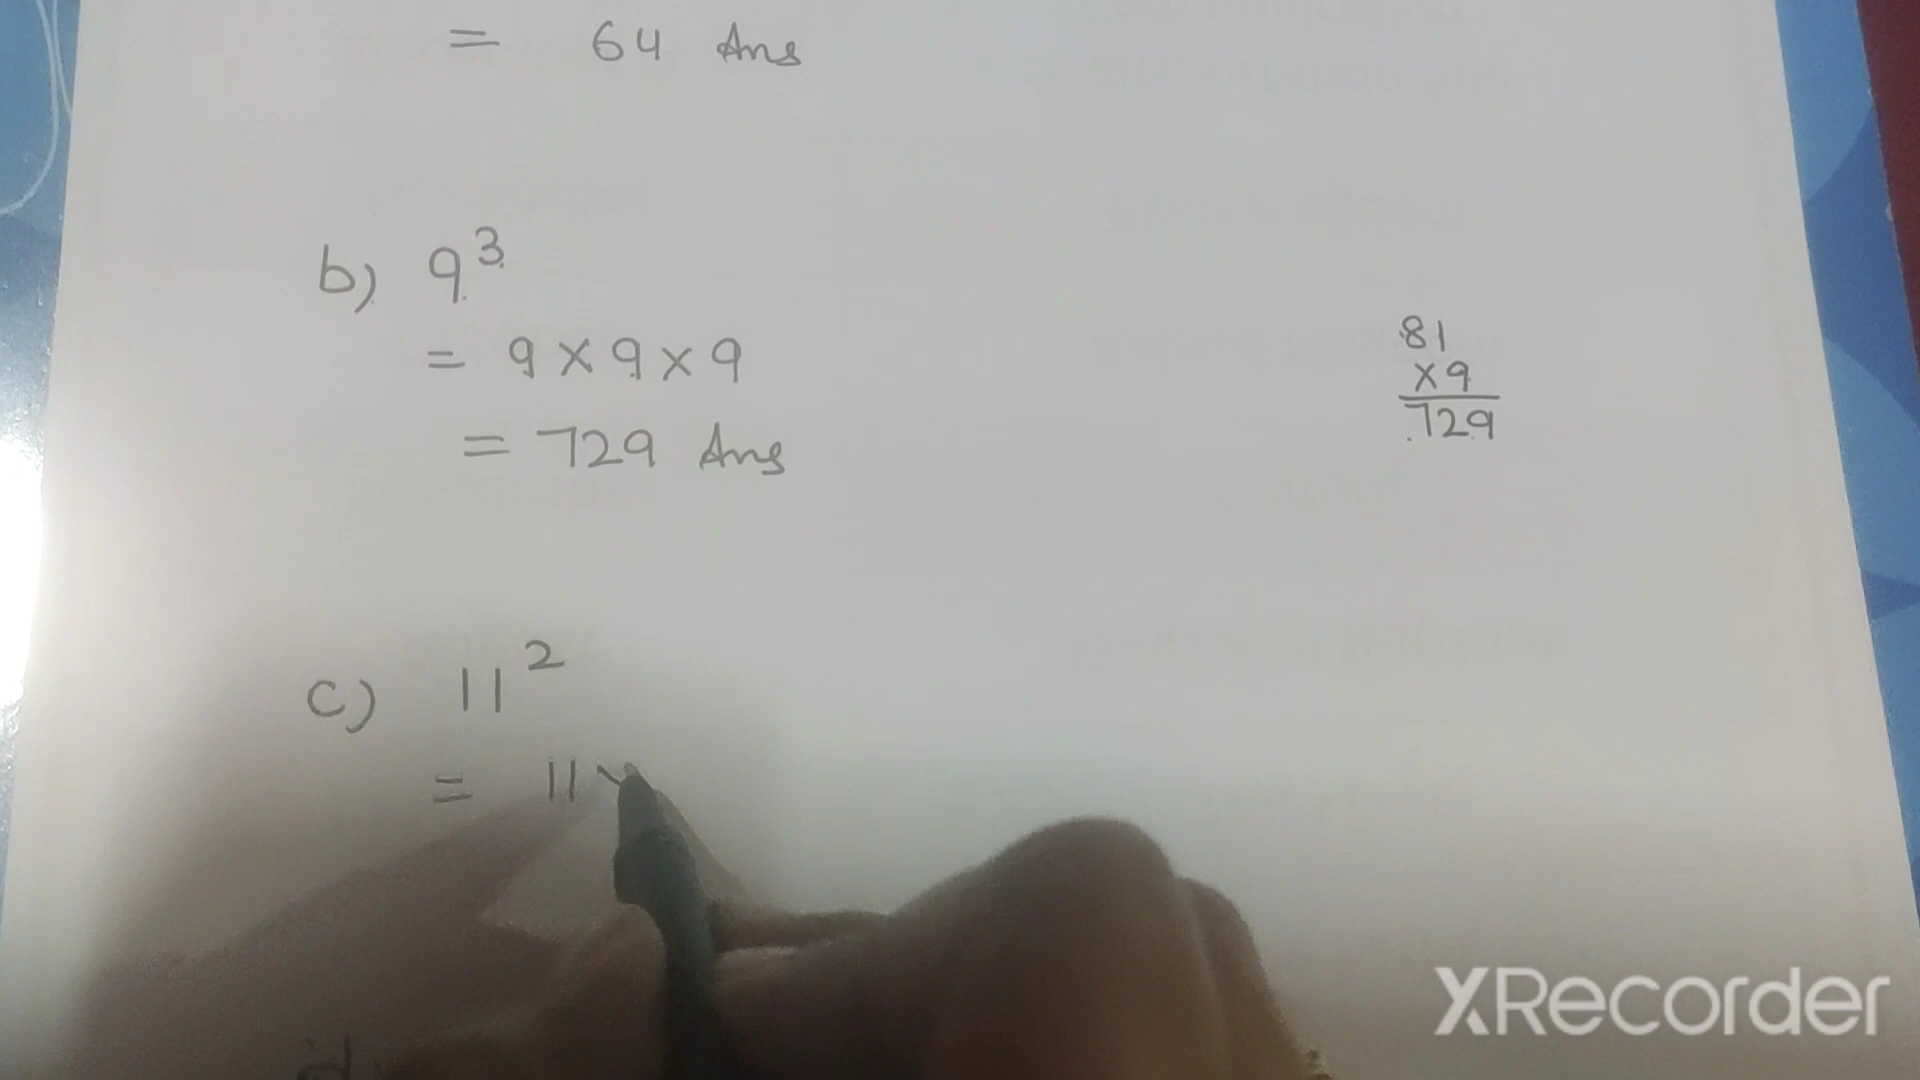 = 64 Ans
b) 9³
= 9 × 9 × 9
= 729 Ans
81
× 9
729
c) 11²
= 11 ×
XRecorder